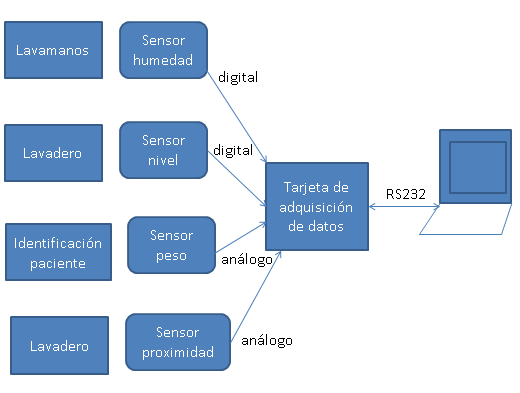 Lavamanos
Sensor
humedad
digital
Lavadero
Sensor
nivel
digital
Tarjeta de
adquisición
de datos
RS232
Identificación
paciente
Sensor
peso
análogo
Lavadero
Sensor
proximidad
análogo